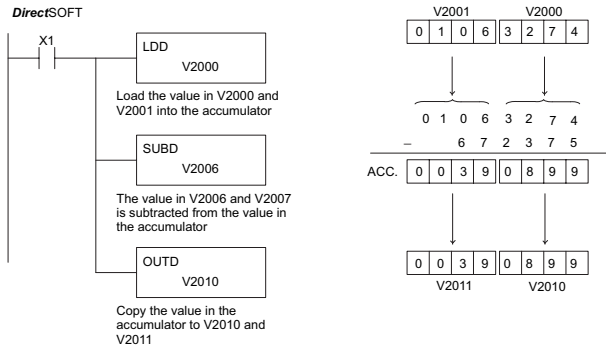 DirectSOFT
X1
LDD
V2000
Load the value in V2000 and
V2001 into the accumulator
SUBD
V2006
The value in V2006 and V2007
is subtracted from the value in
the accumulator
OUTD
V2010
Copy the value in the
accumulator to V2010 and
V2011
V2001 V2000
0 1 0 6 3 2 7 4
0 1 0 6 3 2 7 4
– 6 7 2 3 7 5
ACC. 0 0 3 9 0 8 9 9
0 0 3 9 0 8 9 9
V2011 V2010